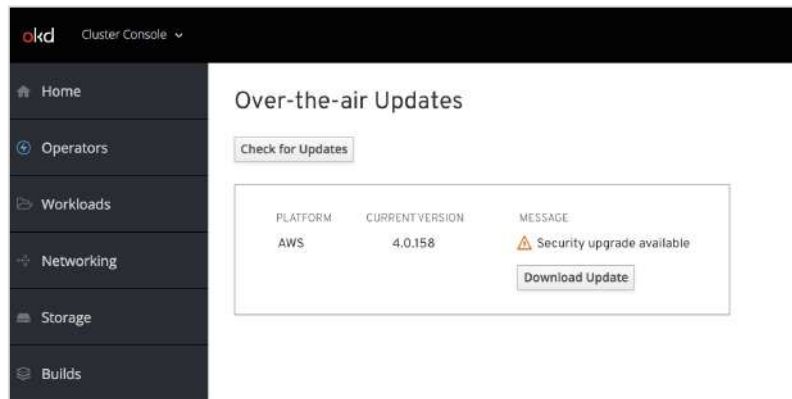 okd Cluster Console
Home
Operators
Workloads
Networking
Storage
Builds
Over-the-air Updates
Check for Updates
PLATFORM CURRENT VERSION MESSAGE
AWS 4.0.158 Security upgrade available
Download Update